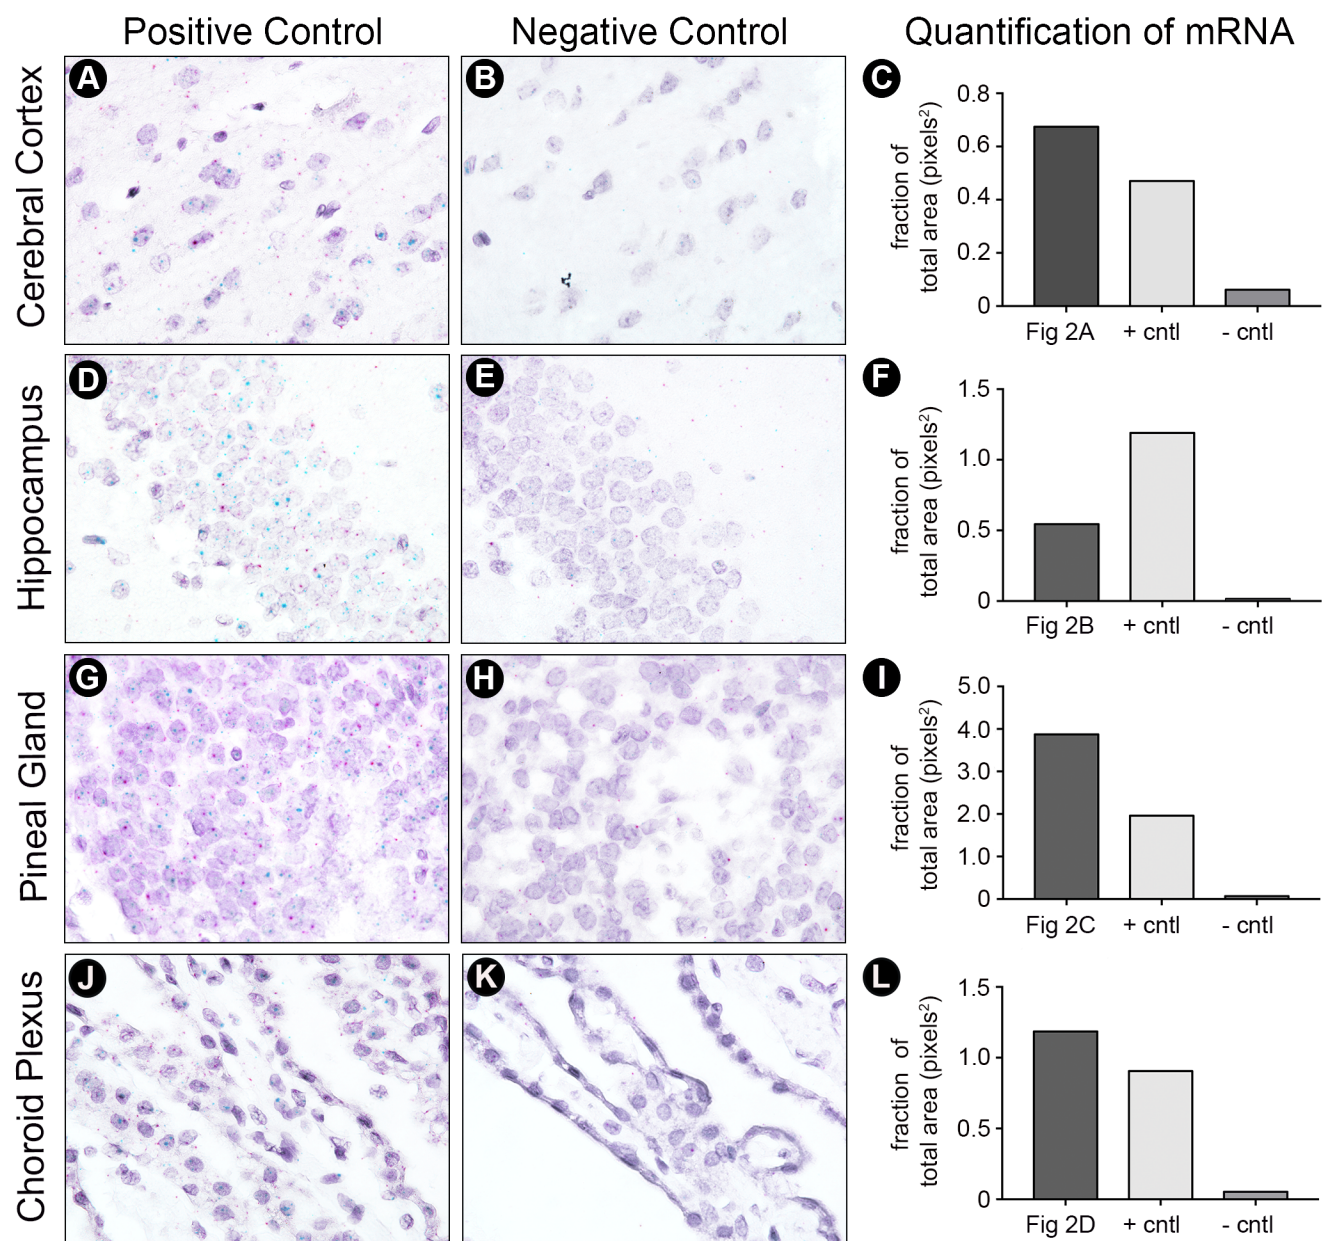 Positive Control
Negative Control
Quantification of mRNA
Cerebral Cortex
A
B
C
fraction of
total area (pixels²)
0.8
0.6
0.4
0.2
0
Fig 2A
+ cntl
- cntl
Hippocampus
D
E
F
fraction of
total area (pixels²)
1.5
1.0
0.5
0
Fig 2B
+ cntl
- cntl
Pineal Gland
G
H
I
fraction of
total area (pixels²)
5.0
4.0
3.0
2.0
1.0
0
Fig 2C
+ cntl
- cntl
Choroid Plexus
J
K
L
fraction of
total area (pixels²)
1.5
1.0
0.5
0
Fig 2D
+ cntl
- cntl